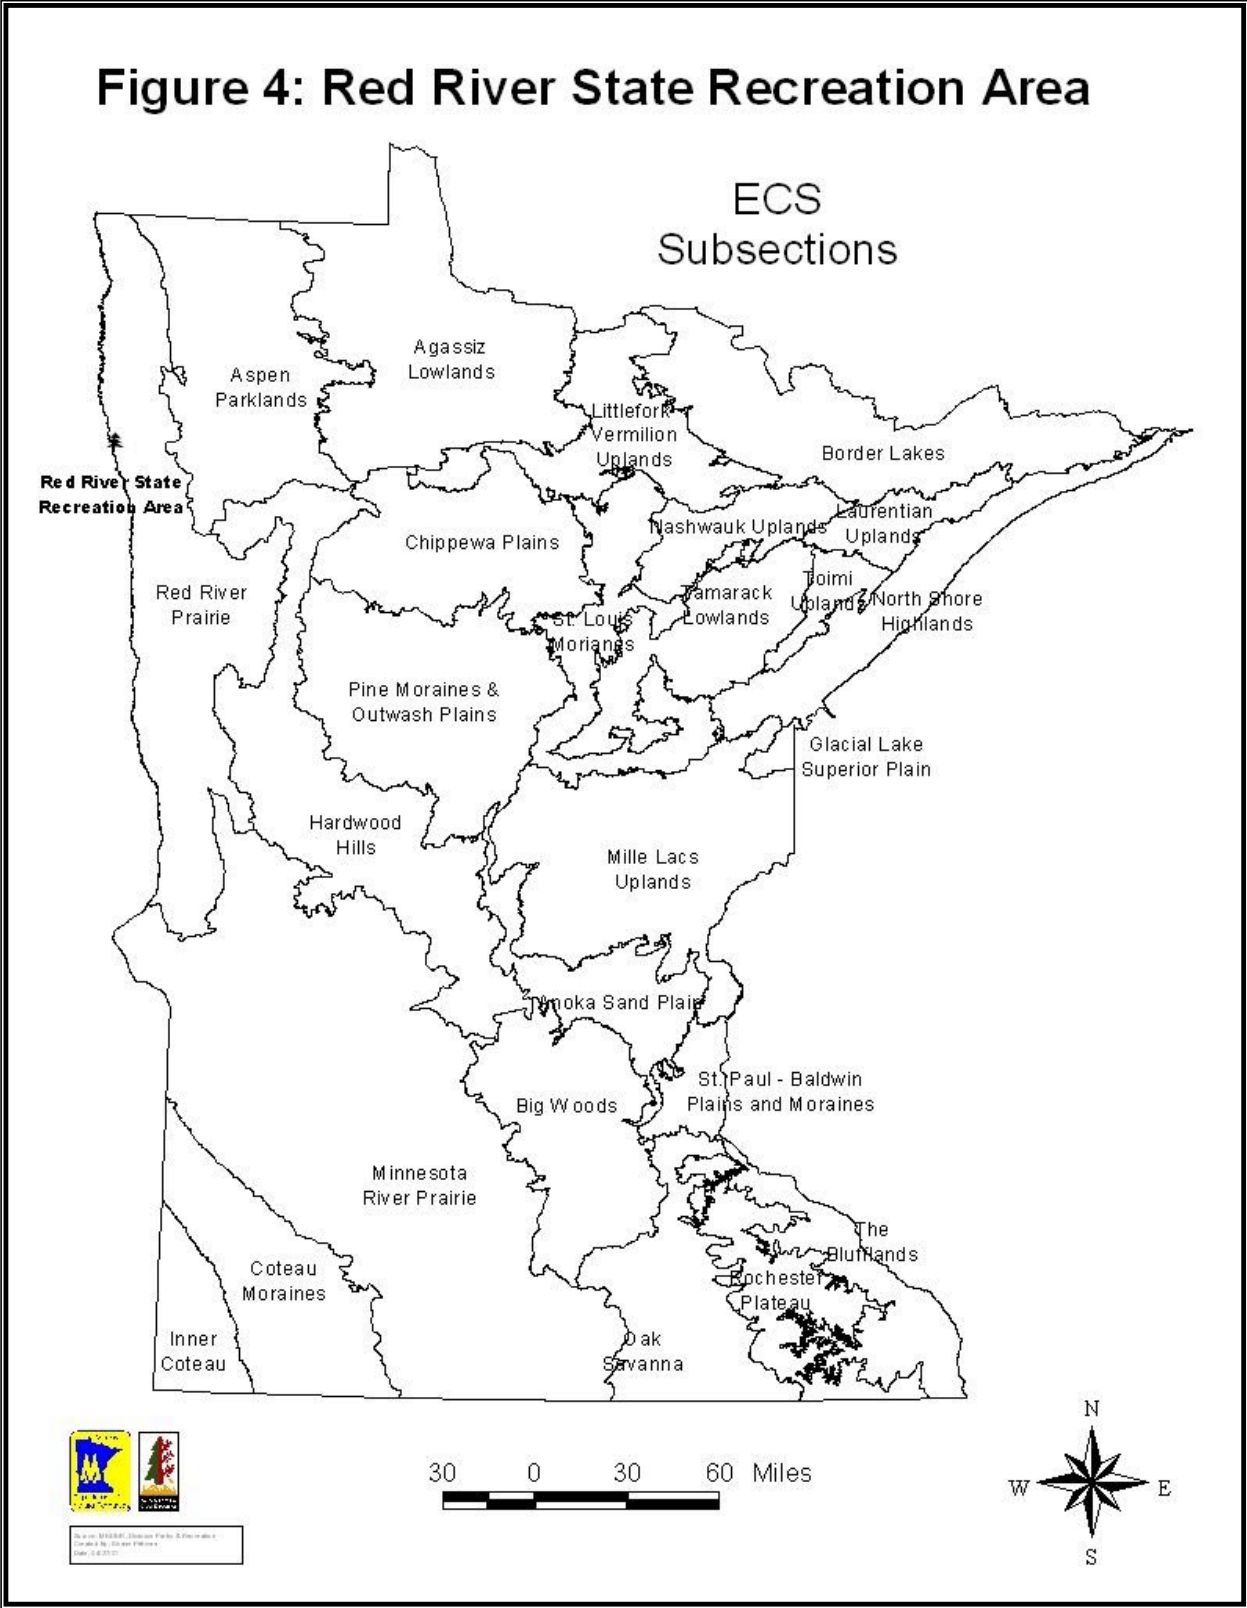 Figure 4: Red River State Recreation Area
ECS
Subsections
Agassiz
Lowlands
Aspen
Parklands
Littlefork
Vermilion
Uplands
Border Lakes
Red River State
Recreation Area
Laurentian
Uplands
Nashwauk Uplands
Chippewa Plains
Red River
Prairie
Toimi
Uplands
Tamarack
Lowlands
North Shore
Highlands
St. Louis
Morianes
Pine Moraines &
Outwash Plains
Glacial Lake
Superior Plain
Hardwood
Hills
Mille Lacs
Uplands
Anoka Sand Plain
St. Paul - Baldwin
Plains and Moraines
Big Woods
Minnesota
River Prairie
The
Blufflands
Coteau
Moraines
Rochester
Plateau
Inner
Coteau
Oak
Savanna
30 0 30 60 Miles
N
W E
S